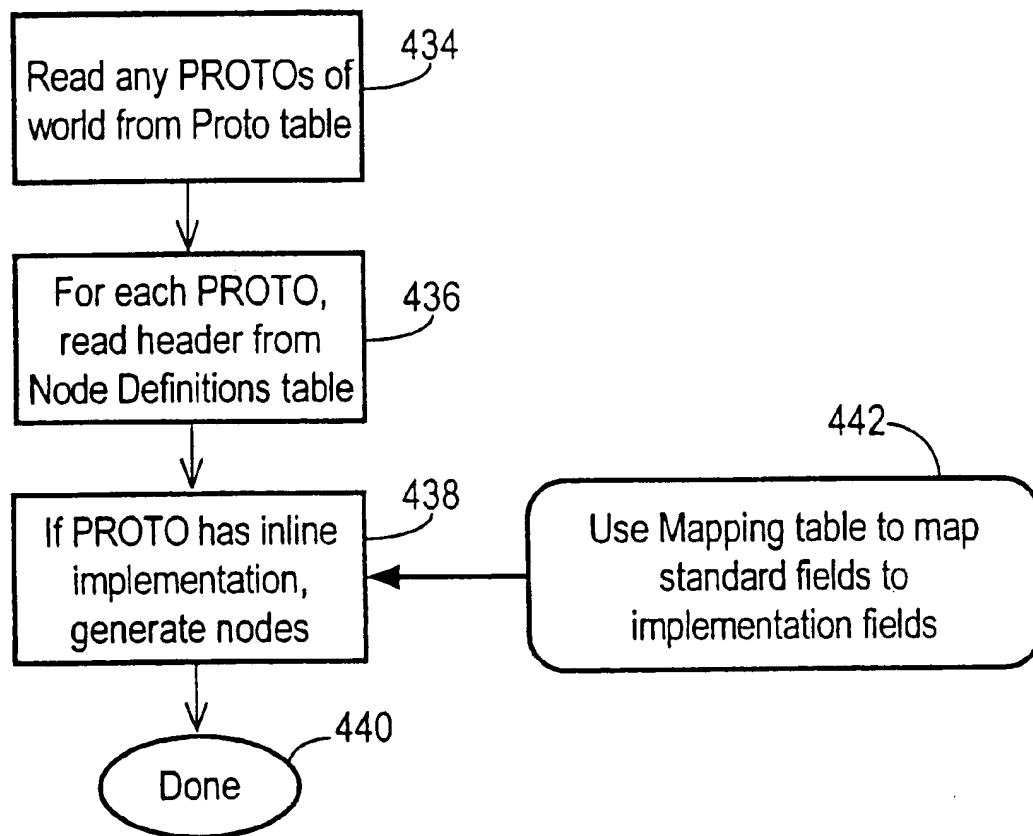 434
Read any PROTOs of
world from Proto table
For each PROTO,
read header from
Node Definitions table
436
442
438
If PROTO has inline
implementation,
generate nodes
Use Mapping table to map
standard fields to
implementation fields
440
Done